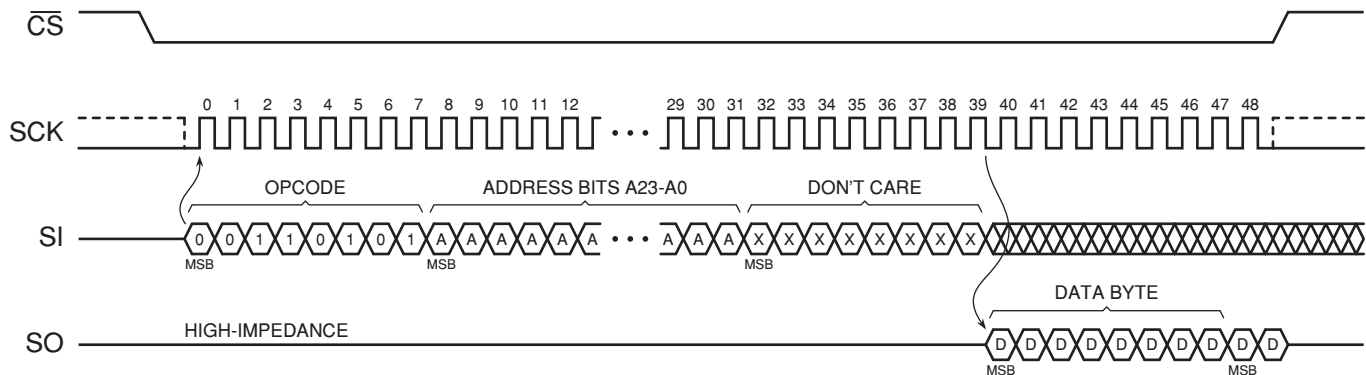 CS
0 1 2 3 4 5 6 7 8 9 10 11 12 29 30 31 32 33 34 35 36 37 38 39 40 41 42 43 44 45 46 47 48
SCK
OPCODE ADDRESS BITS A23-A0 DON'T CARE
SI 0 0 1 1 0 1 0 1 A A A A A A A A A X X X X X X X X
MSB MSB MSB
DATA BYTE
HIGH-IMPEDANCE
SO D D D D D D D D D D
MSB MSB